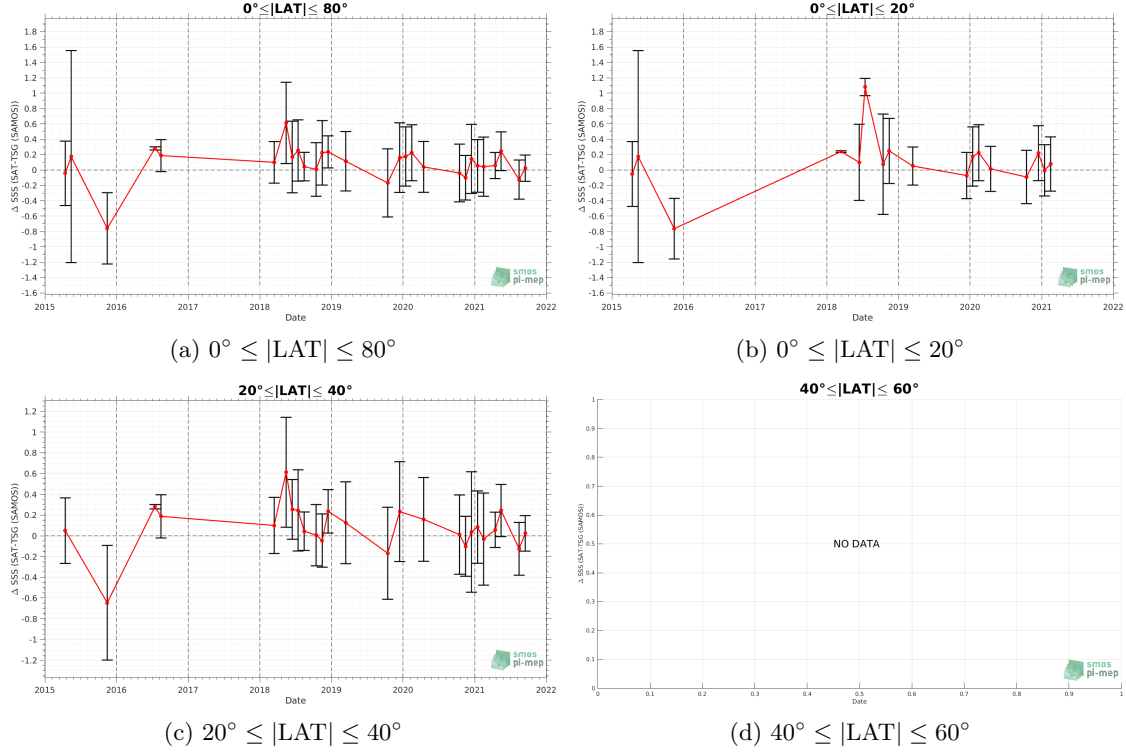 0°≤|LAT|≤ 80°
Δ SSS (SAT-TSG (SAMOS))
1.8
1.6
1.4
1.2
1
0.8
0.6
0.4
0.2
0
-0.2
-0.4
-0.6
-0.8
-1
-1.2
-1.4
-1.6
2015 2016 2017 2018 2019 2020 2021 2022
Date
smos
pi-mep
(a) 0° ≤ |LAT| ≤ 80°
0°≤|LAT|≤ 20°
Δ SSS (SAT-TSG (SAMOS))
1.8
1.6
1.4
1.2
1
0.8
0.6
0.4
0.2
0
-0.2
-0.4
-0.6
-0.8
-1
-1.2
-1.4
-1.6
2015 2016 2017 2018 2019 2020 2021 2022
Date
smos
pi-mep
(b) 0° ≤ |LAT| ≤ 20°
20°≤|LAT|≤ 40°
Δ SSS (SAT-TSG (SAMOS))
1.2
1
0.8
0.6
0.4
0.2
0
-0.2
-0.4
-0.6
-0.8
-1
-1.2
2015 2016 2017 2018 2019 2020 2021 2022
Date
smos
pi-mep
(c) 20° ≤ |LAT| ≤ 40°
40°≤|LAT|≤ 60°
Δ SSS (SAT-TSG (SAMOS))
1
0.9
0.8
0.7
0.6
0.5
0.4
0.3
0.2
0.1
0
NO DATA
0 0.1 0.2 0.3 0.4 0.5 0.6 0.7 0.8 0.9 1
Date
smos
pi-mep
(d) 40° ≤ |LAT| ≤ 60°